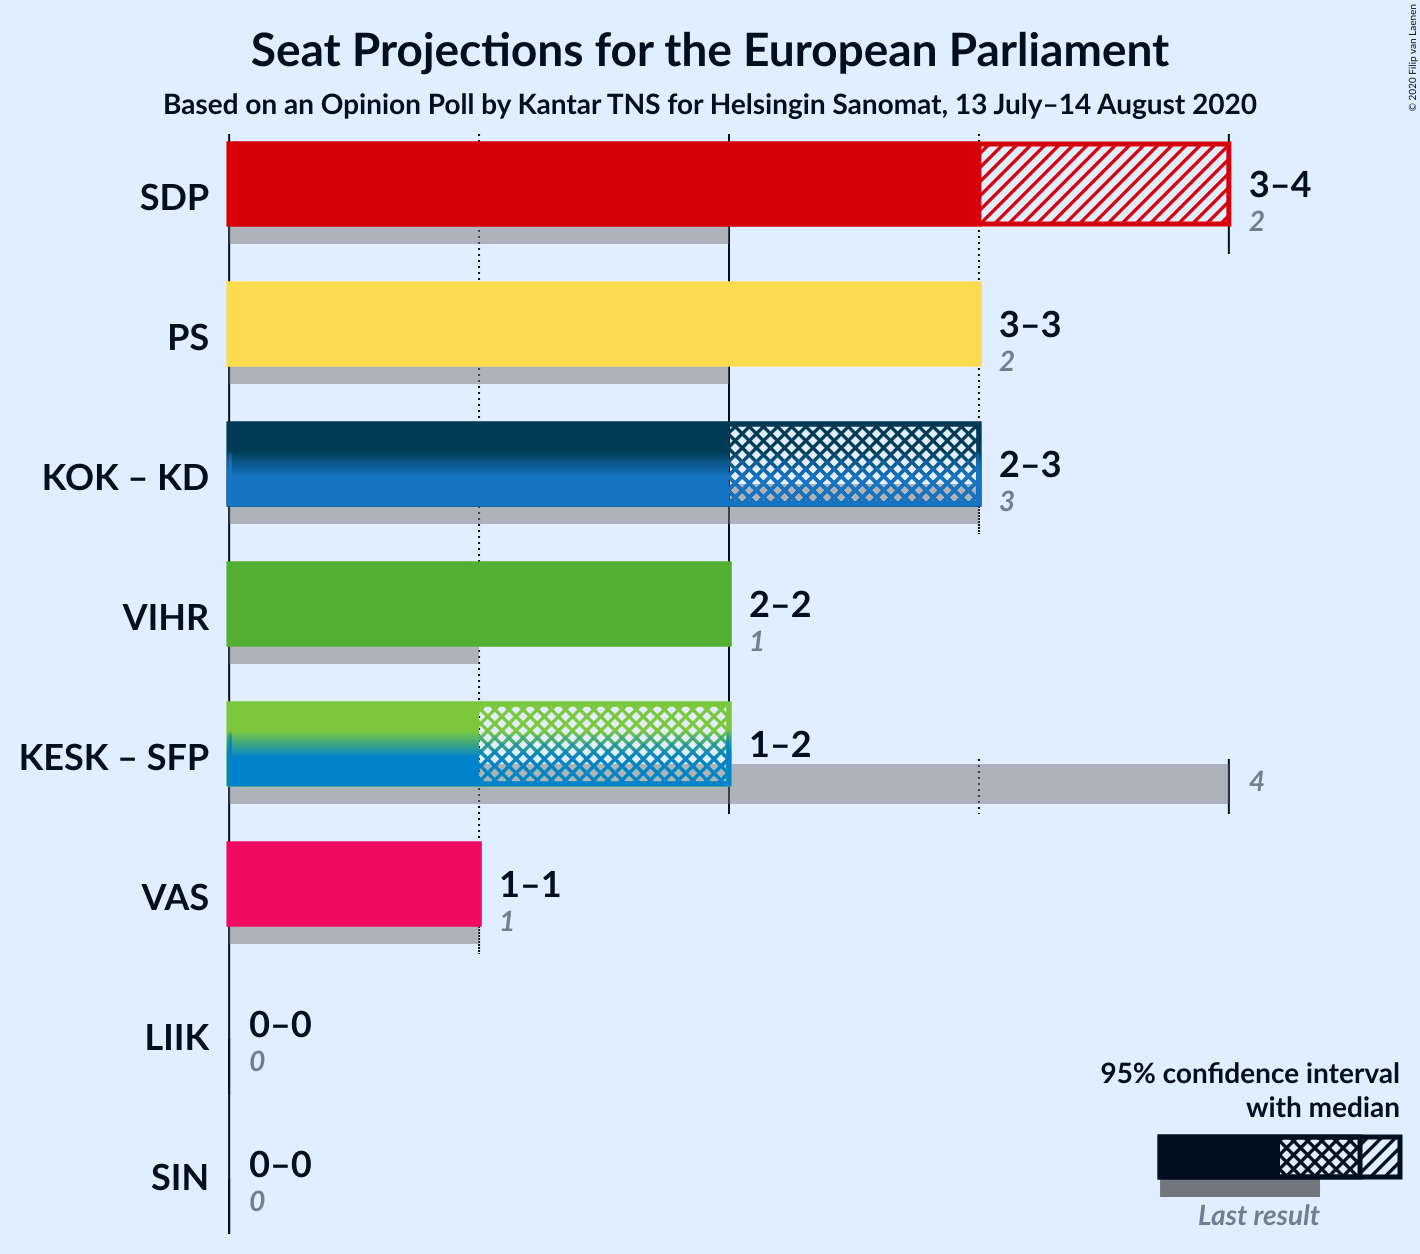 Seat Projections for the European Parliament
Based on an Opinion Poll by Kantar TNS for Helsingin Sanomat, 13 July–14 August 2020
© 2020 Filip van Laenen
SDP
3–4
2
PS
3–3
2
KOK – KD
2–3
3
VIHR
2–2
1
KESK – SFP
1–2
4
VAS
1–1
1
LIIK
0–0
0
SIN
0–0
0
95% confidence interval
with median
Last result